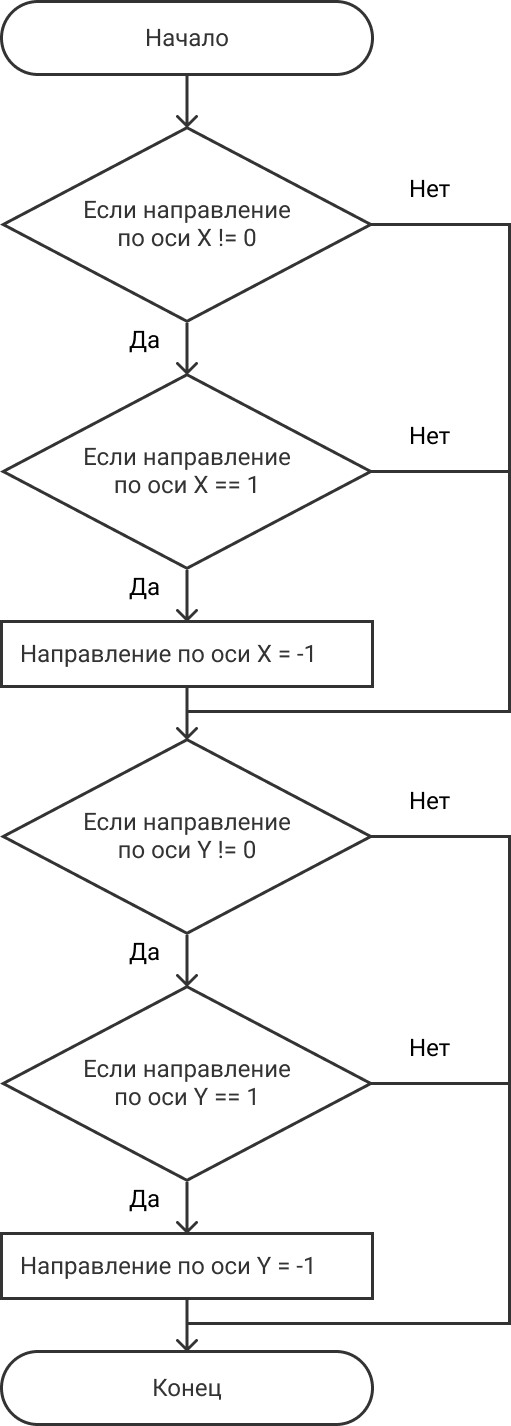 Начало
Нет
Если направление
по оси X != 0
Да
Нет
Если направление
по оси X == 1
Да
Направление по оси X = -1
Нет
Если направление
по оси Y != 0
Да
Нет
Если направление
по оси Y == 1
Да
Направление по оси Y = -1
Конец